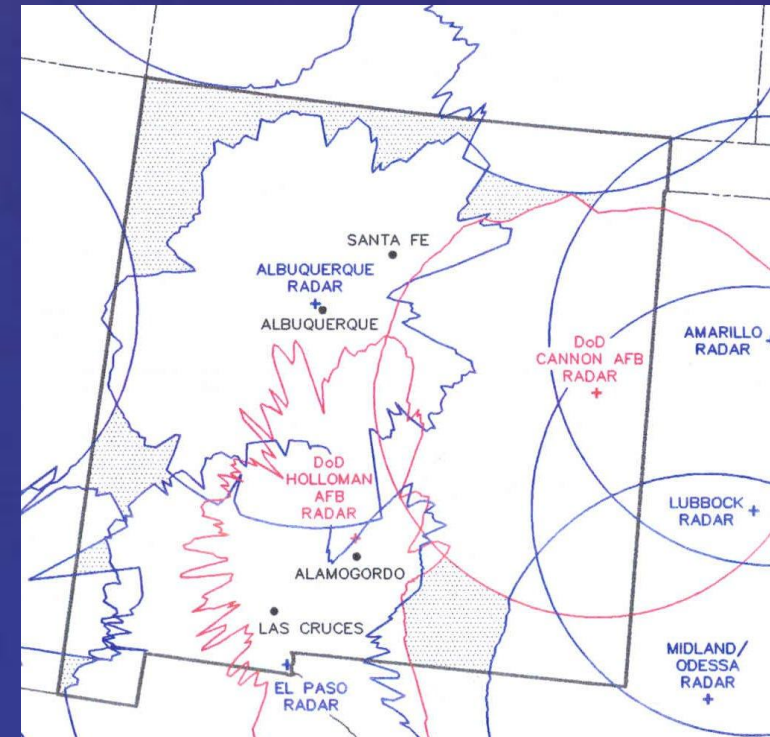 SANTA FE
ALBUQUERQUE
RADAR
ALBUQUERQUE
DoD
CANNON AFB
RADAR
AMARILLO
RADAR
DoD
HOLLOMAN
AFB
RADAR
LUBBOCK
RADAR
ALAMOGORDO
LAS CRUCES
MIDLAND/
ODESSA
RADAR
EL PASO
RADAR